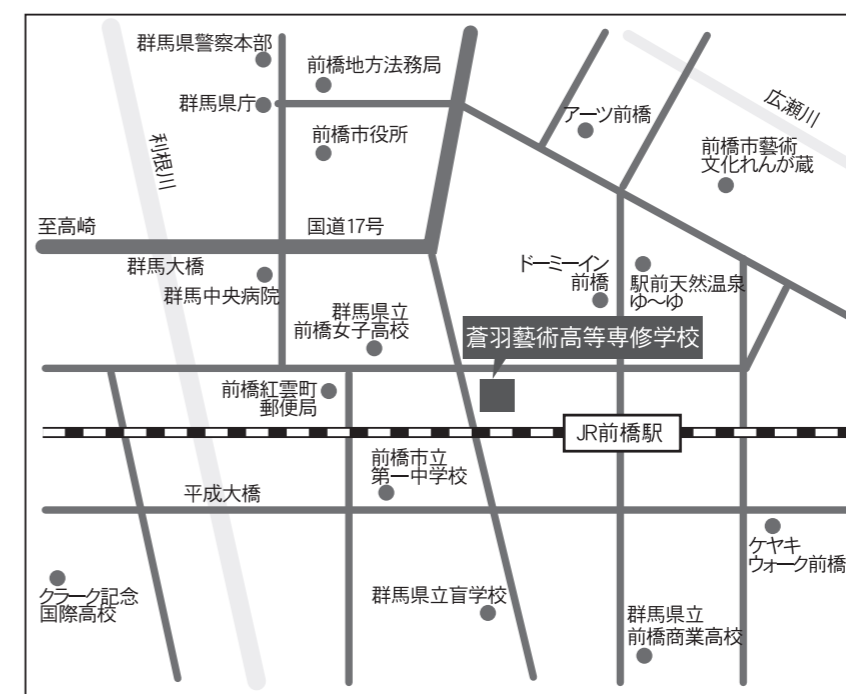 群馬県警察本部
前橋地方法務局
群馬県庁
前橋市役所
アーツ前橋
広瀬川
前橋市藝術
文化れんが蔵
利根川
至高崎
国道17号
群馬大橋
群馬中央病院
ドーミーイン
前橋
駅前天然温泉
ゆ～ゆ
群馬県立
前橋女子高校
蒼羽藝術高等専修学校
前橋紅雲町
郵便局
JR前橋駅
前橋市立
第一中学校
平成大橋
ケヤキ
ウォーク前橋
クラーク記念
国際高校
群馬県立盲学校
群馬県立
前橋商業高校